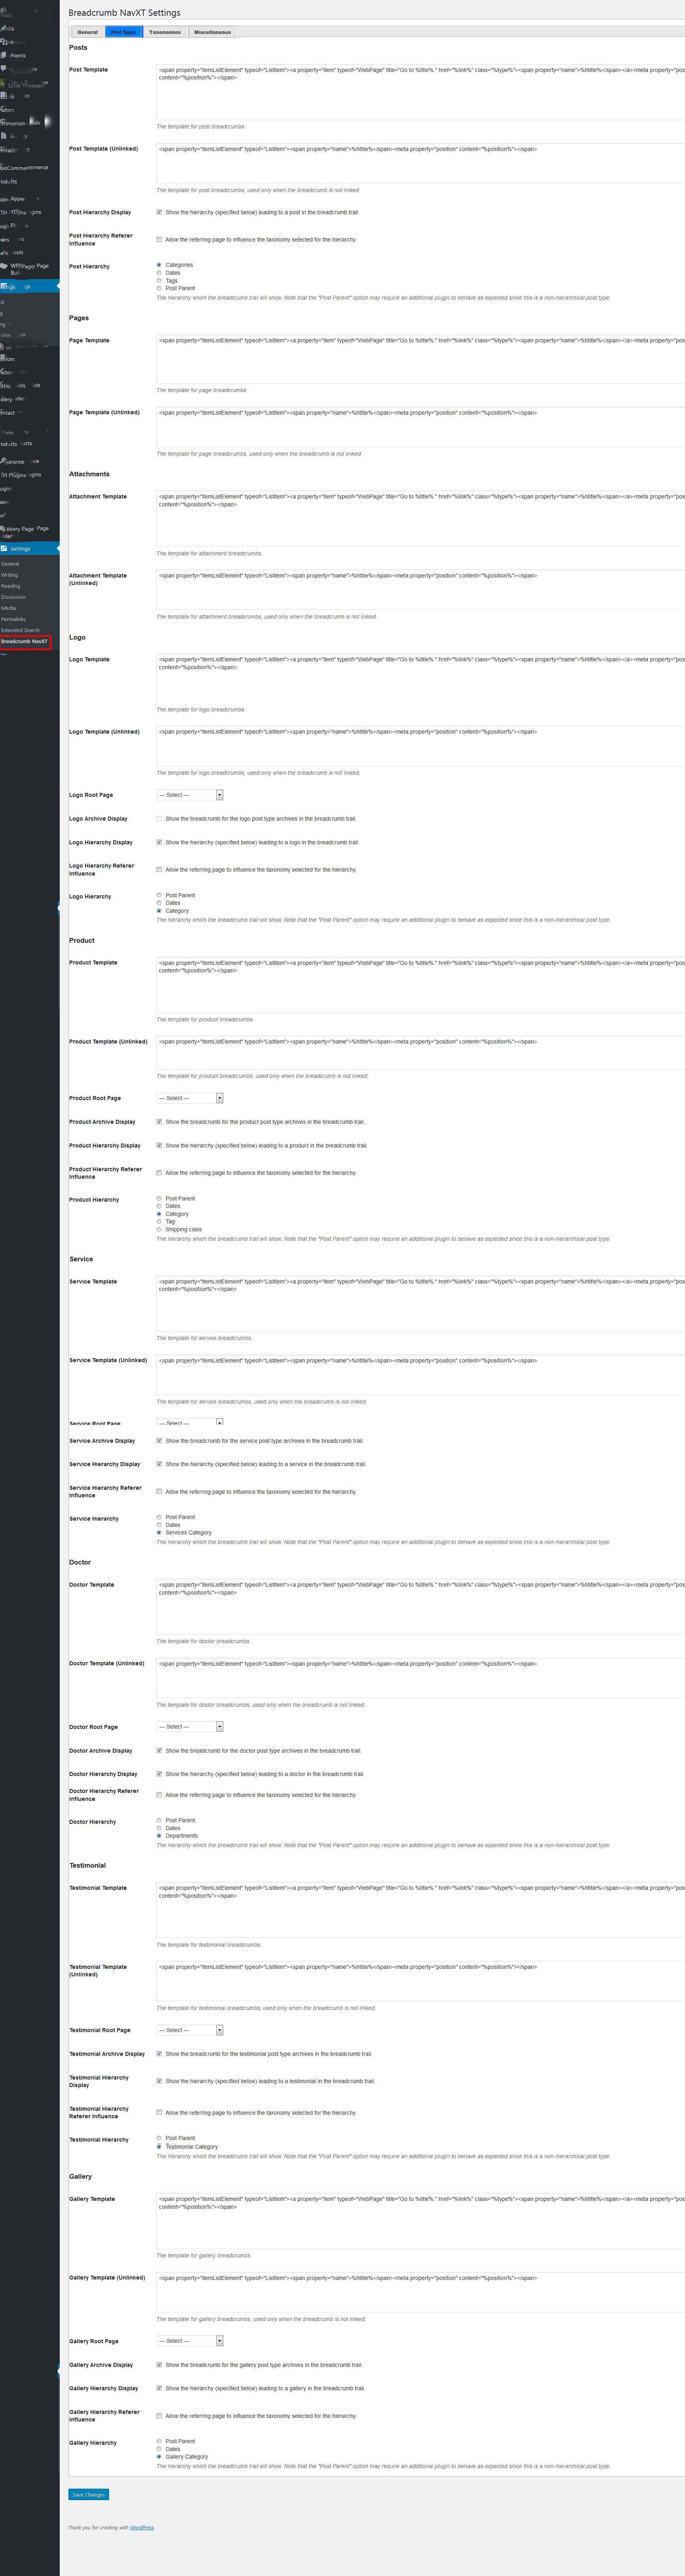 Breadcrumb NavXT Settings
General Post Types Taxonomies Miscellaneous
Posts
Post Template
<span property="itemListElement" typeof="ListItem"><a property="item" typeof="WebPage" title="Go to %title%." href="%link%" class="%type%"><span property="name">%htitle%</span></a><meta property="pos
content="%position%"></span>
The template for post breadcrumbs.
Post Template (Unlinked)
<span property="itemListElement" typeof="ListItem"><span property="name">%htitle%</span><meta property="position" content="%position%"></span>
The template for post breadcrumbs, used only when the breadcrumb is not linked.
Post Hierarchy Display
Show the hierarchy (specified below) leading to a post in the breadcrumb trail.
Post Hierarchy Referer
Influence
Allow the referring page to influence the taxonomy selected for the hierarchy.
Post Hierarchy
Categories
Dates
Tags
Post Parent
The hierarchy which the breadcrumb trail will show. Note that the "Post Parent" option may require an additional plugin to behave as expected since this is a non-hierarchical post type.
Pages
Page Template
<span property="itemListElement" typeof="ListItem"><a property="item" typeof="WebPage" title="Go to %title%." href="%link%" class="%type%"><span property="name">%htitle%</span></a><meta property="pos
The template for page breadcrumbs.
Page Template (Unlinked)
<span property="itemListElement" typeof="ListItem"><span property="name">%htitle%</span><meta property="position" content="%position%"></span>
The template for page breadcrumbs, used only when the breadcrumb is not linked.
Attachments
Attachment Template
<span property="itemListElement" typeof="ListItem"><a property="item" typeof="WebPage" title="Go to %title%." href="%link%" class="%type%"><span property="name">%htitle%</span></a><meta property="pos
content="%position%"></span>
The template for attachment breadcrumbs.
Attachment Template
(Unlinked)
<span property="itemListElement" typeof="ListItem"><span property="name">%htitle%</span><meta property="position" content="%position%"></span>
The template for attachment breadcrumbs, used only when the breadcrumb is not linked.
Settings
General
Writing
Reading
Discussion
Media
Permalinks
Extended Search
Breadcrumb NavXT
Logo
Logo Template
<span property="itemListElement" typeof="ListItem"><a property="item" typeof="WebPage" title="Go to %title%." href="%link%" class="%type%"><span property="name">%htitle%</span></a><meta property="pos
content="%position%"></span>
The template for logo breadcrumbs.
Logo Template (Unlinked)
<span property="itemListElement" typeof="ListItem"><span property="name">%htitle%</span><meta property="position" content="%position%"></span>
The template for logo breadcrumbs, used only when the breadcrumb is not linked.
Logo Root Page
— Select —
Logo Archive Display
Show the breadcrumb for the logo post type archives in the breadcrumb trail.
Logo Hierarchy Display
Show the hierarchy (specified below) leading to a logo in the breadcrumb trail.
Logo Hierarchy Referer
Influence
Allow the referring page to influence the taxonomy selected for the hierarchy.
Logo Hierarchy
Post Parent
Dates
Category
The hierarchy which the breadcrumb trail will show. Note that the "Post Parent" option may require an additional plugin to behave as expected since this is a non-hierarchical post type.
Product
Product Template
<span property="itemListElement" typeof="ListItem"><a property="item" typeof="WebPage" title="Go to %title%." href="%link%" class="%type%"><span property="name">%htitle%</span></a><meta property="pos
content="%position%"></span>
The template for product breadcrumbs.
Product Template (Unlinked)
<span property="itemListElement" typeof="ListItem"><span property="name">%htitle%</span><meta property="position" content="%position%"></span>
The template for product breadcrumbs, used only when the breadcrumb is not linked.
Product Root Page
— Select —
Product Archive Display
Show the breadcrumb for the product post type archives in the breadcrumb trail.
Product Hierarchy Display
Show the hierarchy (specified below) leading to a product in the breadcrumb trail.
Product Hierarchy Referer
Influence
Allow the referring page to influence the taxonomy selected for the hierarchy.
Product Hierarchy
Post Parent
Dates
Category
Tag
Shipping class
The hierarchy which the breadcrumb trail will show. Note that the "Post Parent" option may require an additional plugin to behave as expected since this is a non-hierarchical post type.
Service
Service Template
<span property="itemListElement" typeof="ListItem"><a property="item" typeof="WebPage" title="Go to %title%." href="%link%" class="%type%"><span property="name">%htitle%</span></a><meta property="pos
content="%position%"></span>
The template for service breadcrumbs.
Service Template (Unlinked)
<span property="itemListElement" typeof="ListItem"><span property="name">%htitle%</span><meta property="position" content="%position%"></span>
The template for service breadcrumbs, used only when the breadcrumb is not linked.
Service Root Page
— Select —
Service Archive Display
Show the breadcrumb for the service post type archives in the breadcrumb trail.
Service Hierarchy Display
Show the hierarchy (specified below) leading to a service in the breadcrumb trail.
Service Hierarchy Referer
Influence
Allow the referring page to influence the taxonomy selected for the hierarchy.
Service Hierarchy
Post Parent
Dates
Services Category
The hierarchy which the breadcrumb trail will show. Note that the "Post Parent" option may require an additional plugin to behave as expected since this is a non-hierarchical post type.
Doctor
Doctor Template
<span property="itemListElement" typeof="ListItem"><a property="item" typeof="WebPage" title="Go to %title%." href="%link%" class="%type%"><span property="name">%htitle%</span></a><meta property="pos
content="%position%"></span>
The template for doctor breadcrumbs.
Doctor Template (Unlinked)
<span property="itemListElement" typeof="ListItem"><span property="name">%htitle%</span><meta property="position" content="%position%"></span>
The template for doctor breadcrumbs, used only when the breadcrumb is not linked.
Doctor Root Page
— Select —
Doctor Archive Display
Show the breadcrumb for the doctor post type archives in the breadcrumb trail.
Doctor Hierarchy Display
Show the hierarchy (specified below) leading to a doctor in the breadcrumb trail.
Doctor Hierarchy Referer
Influence
Allow the referring page to influence the taxonomy selected for the hierarchy.
Doctor Hierarchy
Post Parent
Dates
Departments
The hierarchy which the breadcrumb trail will show. Note that the "Post Parent" option may require an additional plugin to behave as expected since this is a non-hierarchical post type.
Testimonial
Testimonial Template
<span property="itemListElement" typeof="ListItem"><a property="item" typeof="WebPage" title="Go to %title%." href="%link%" class="%type%"><span property="name">%htitle%</span></a><meta property="pos
content="%position%"></span>
The template for testimonial breadcrumbs.
Testimonial Template
(Unlinked)
<span property="itemListElement" typeof="ListItem"><span property="name">%htitle%</span><meta property="position" content="%position%"></span>
The template for testimonial breadcrumbs, used only when the breadcrumb is not linked.
Testimonial Root Page
— Select —
Testimonial Archive Display
Show the breadcrumb for the testimonial post type archives in the breadcrumb trail.
Testimonial Hierarchy
Display
Show the hierarchy (specified below) leading to a testimonial in the breadcrumb trail.
Testimonial Hierarchy
Referer Influence
Allow the referring page to influence the taxonomy selected for the hierarchy.
Testimonial Hierarchy
Post Parent
Testimonial Category
The hierarchy which the breadcrumb trail will show. Note that the "Post Parent" option may require an additional plugin to behave as expected since this is a non-hierarchical post type.
Gallery
Gallery Template
<span property="itemListElement" typeof="ListItem"><a property="item" typeof="WebPage" title="Go to %title%." href="%link%" class="%type%"><span property="name">%htitle%</span></a><meta property="pos
content="%position%"></span>
The template for gallery breadcrumbs.
Gallery Template (Unlinked)
<span property="itemListElement" typeof="ListItem"><span property="name">%htitle%</span><meta property="position" content="%position%"></span>
The template for gallery breadcrumbs, used only when the breadcrumb is not linked.
Gallery Root Page
— Select —
Gallery Archive Display
Show the breadcrumb for the gallery post type archives in the breadcrumb trail.
Gallery Hierarchy Display
Show the hierarchy (specified below) leading to a gallery in the breadcrumb trail.
Gallery Hierarchy Referer
Influence
Allow the referring page to influence the taxonomy selected for the hierarchy.
Gallery Hierarchy
Post Parent
Dates
Gallery Category
The hierarchy which the breadcrumb trail will show. Note that the "Post Parent" option may require an additional plugin to behave as expected since this is a non-hierarchical post type.
Save Changes
Thank you for creating with WordPress.